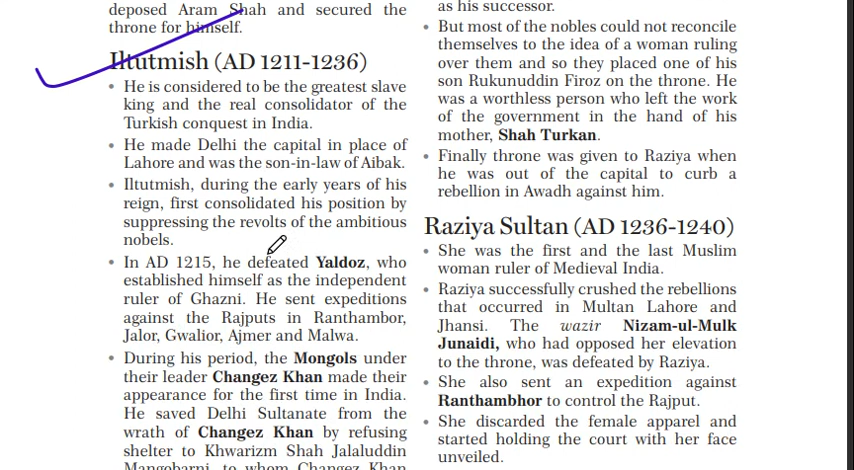 deposed Aram Shah and secured the
throne for himself.
Iltutmish (AD 1211-1236)
• He is considered to be the greatest slave
king and the real consolidator of the
Turkish conquest in India.
• He made Delhi the capital in place of
Lahore and was the son-in-law of Aibak.
• Iltutmish, during the early years of his
reign, first consolidated his position by
suppressing the revolts of the ambitious
nobels.
• In AD 1215, he defeated Yaldoz, who
established himself as the independent
ruler of Ghazni. He sent expeditions
against the Rajputs in Ranthambor,
Jalor, Gwalior, Ajmer and Malwa.
• During his period, the Mongols under
their leader Changez Khan made their
appearance for the first time in India.
He saved Delhi Sultanate from the
wrath of Changez Khan by refusing
shelter to Khwarizm Shah Jalaluddin
Mangobarni, to whom Changez Khan
as his successor.
• But most of the nobles could not reconcile
themselves to the idea of a woman ruling
over them and so they placed one of his
son Rukunuddin Firoz on the throne. He
was a worthless person who left the work
of the government in the hand of his
mother, Shah Turkan.
• Finally throne was given to Raziya when
he was out of the capital to curb a
rebellion in Awadh against him.
Raziya Sultan (AD 1236-1240)
• She was the first and the last Muslim
woman ruler of Medieval India.
• Raziya successfully crushed the rebellions
that occurred in Multan Lahore and
Jhansi. The wazir Nizam-ul-Mulk
Junaidi, who had opposed her elevation
to the throne, was defeated by Raziya.
• She also sent an expedition against
Ranthambhor to control the Rajput.
• She discarded the female apparel and
started holding the court with her face
unveiled.